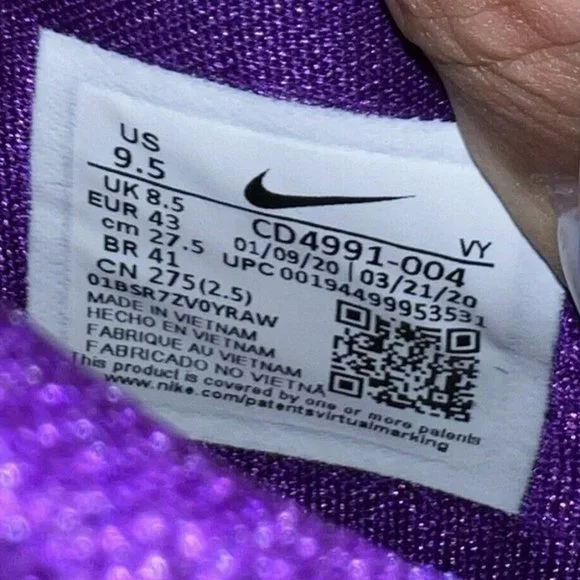 US
9.5
UK 8.5
EUR 43
cm 27.5
BR 41
CN 275(2.5)
VY
CD4991-004
01/09/20 | 03/21/20
UPC 00194499953531
01BSR7ZV0YRAW
MADE IN VIETNAM
HECHO EN VIETNAM
FABRIQUE AU VIETNAM
FABRICADO NO VIETNÃ
This product is covered by one or more patents
www.nike.com/patentsvirtualmarking